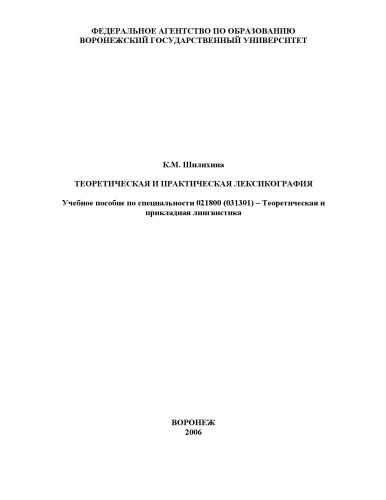 ФЕДЕРАЛЬНОЕ АГЕНТСТВО ПО ОБРАЗОВАНИЮ
ВОРОНЕЖСКИЙ ГОСУДАРСТВЕННЫЙ УНИВЕРСИТЕТ
К.М. Шилихина
ТЕОРЕТИЧЕСКАЯ И ПРАКТИЧЕСКАЯ ЛЕКСИКОГРАФИЯ
Учебное пособие по специальности 021800 (031301) – Теоретическая и
прикладная лингвистика
ВОРОНЕЖ
2006